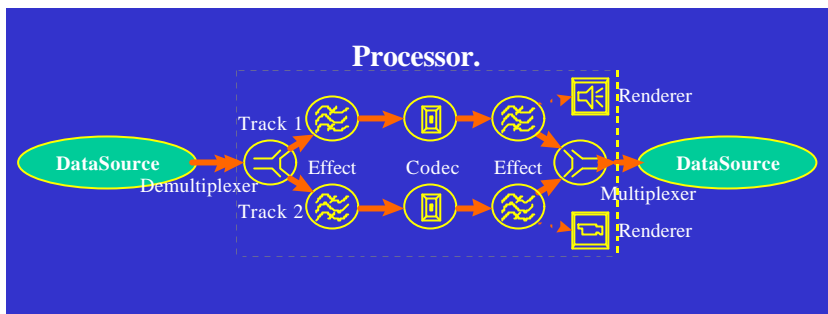 Processor.
Renderer
Track 1
DataSource
Demultiplexer
Effect
Codec
Effect
DataSource
Multiplexer
Track 2
Renderer